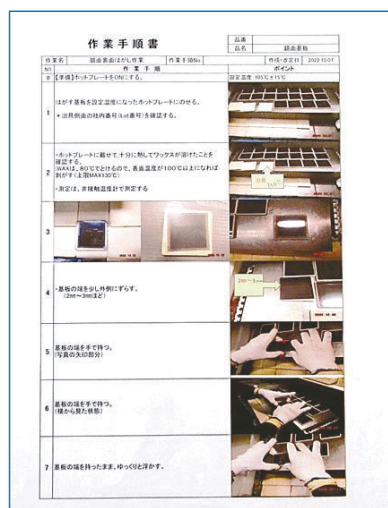 作業手順書
品番
品名 鏡面基板
作業名 鏡面裏面はがし作業 作業手順No 作成・改定日
No 作業手順 ポイント
【準備】ホットプレートをONにする。 設定温度:105℃±15℃
1
はがす基板を設定温度になったホットプレートにのせる。
* 治具側面の社内番号(Lot番号)を確認する。
2
・ホットプレートに載せて、十分に熱してワックスが溶けたことを
確認する。
(WAXは、80℃でとけるので、表面温度が100℃以上になれば
剥がす(上限MAX130℃)
・測定は、非接触温度計で測定する
3
4
・基板の端を少し外側にずらす。
(2mm~3mmほど)
5
基板の端を手で持つ。
(写真の矢印部分)
6
基板の端を手で持つ。
(横から見た状態)
7
基板の端を持ったまま、ゆっくりと浮かす。